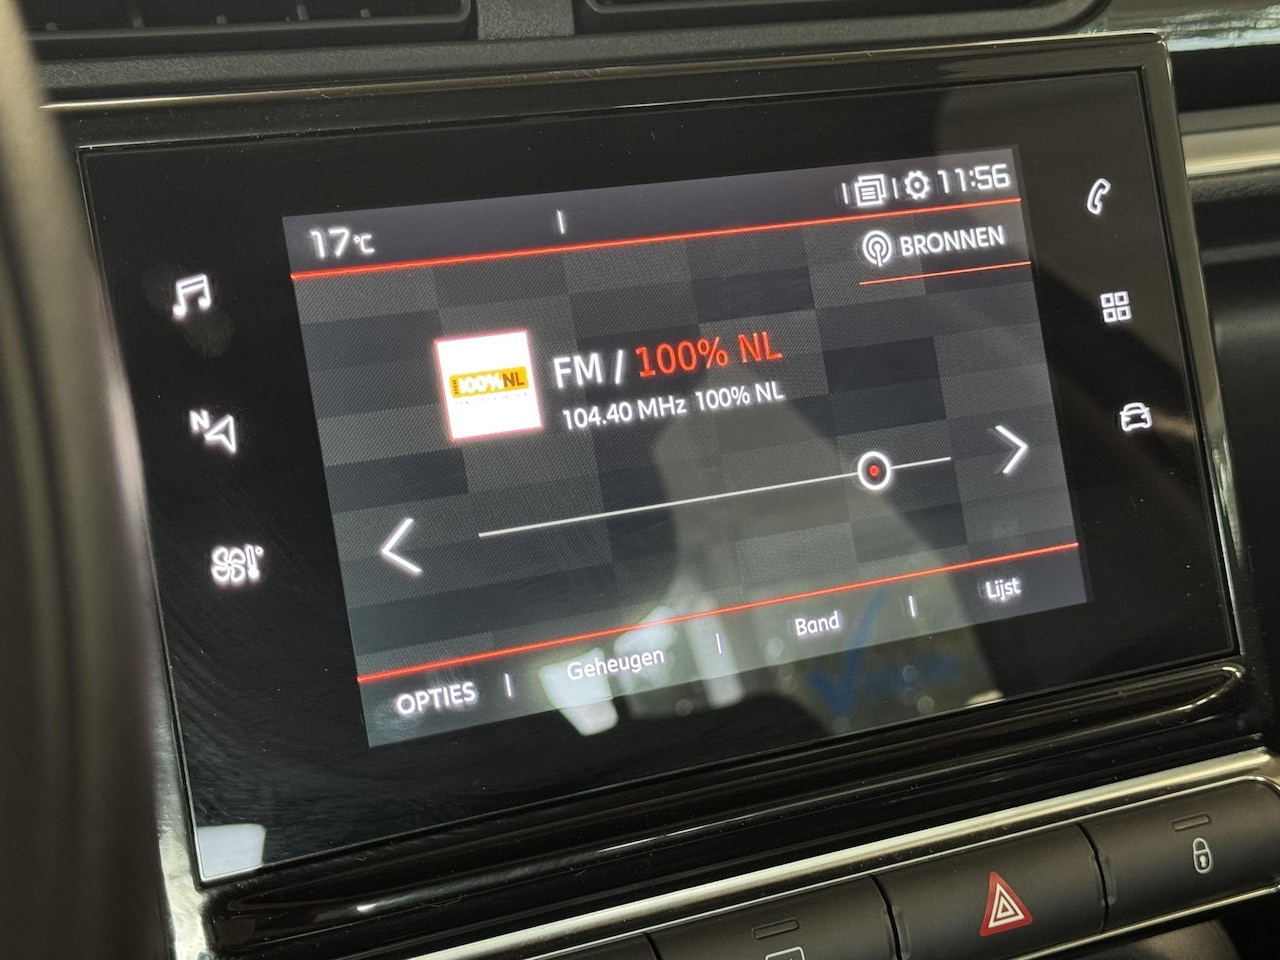 17°C
11:56
BRONNEN
100%NL
FM / 100% NL
104.40 MHz 100% NL
N
OPTIES
Geheugen
Band
Lijst